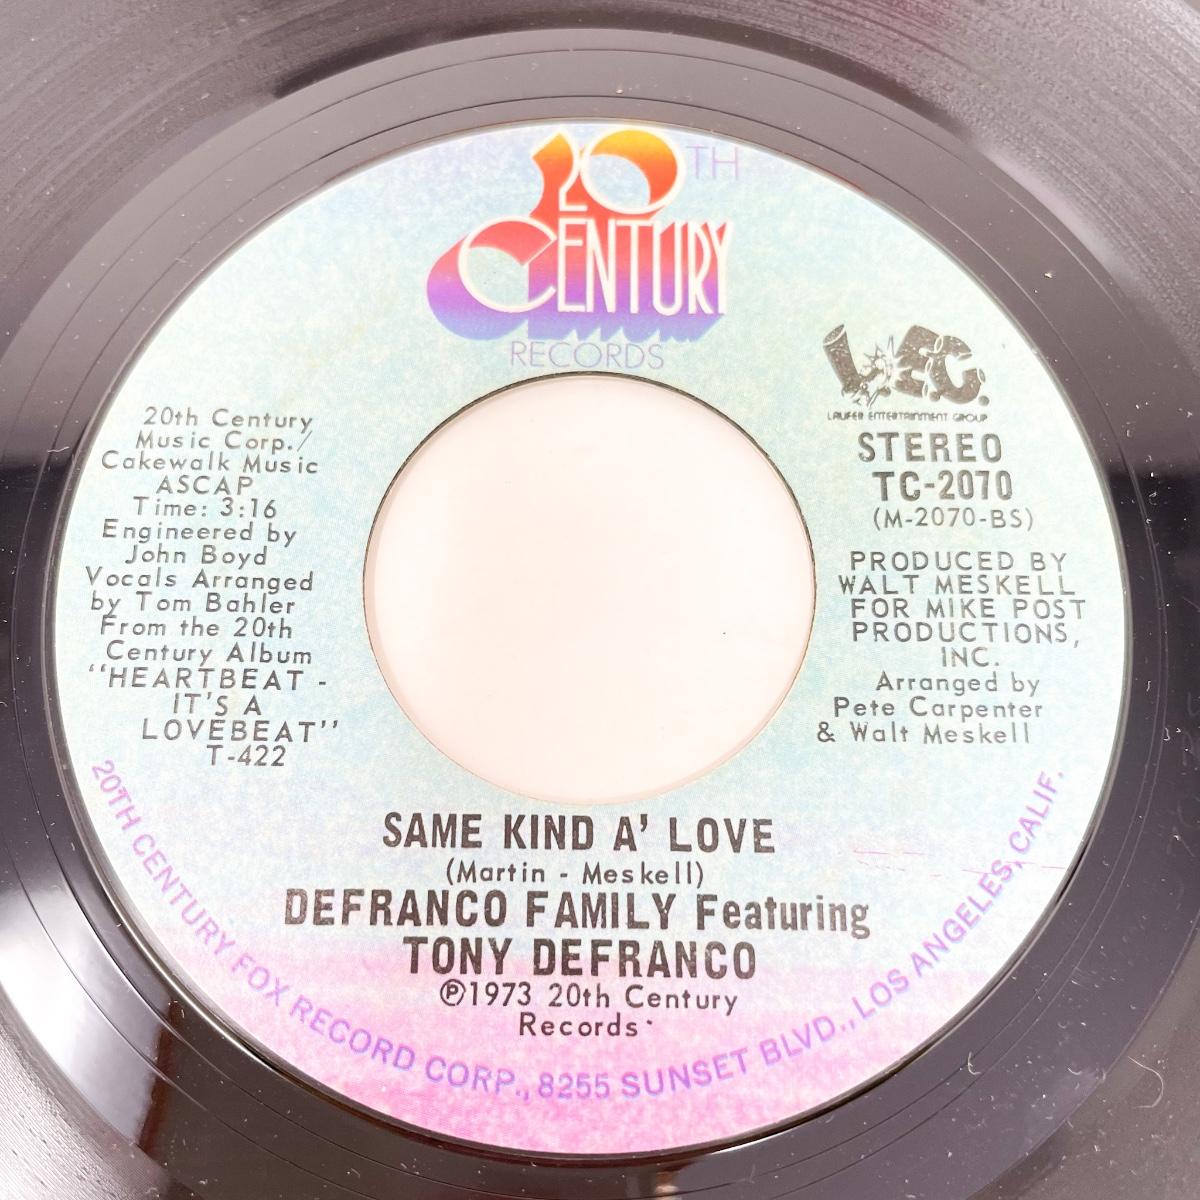 20TH
CENTURY
RECORDS
L.E.G.
LAUFER ENTERTAINMENT GROUP
STEREO
TC-2070
(M-2070-BS)
PRODUCED BY
WALT MESKELL
FOR MIKE POST
PRODUCTIONS,
INC.
Arranged by
Pete Carpenter
& Walt Meskell
20th Century
Music Corp./
Cakewalk Music
ASCAP
Time: 3:16
Engineered by
John Boyd
Vocals Arranged
by Tom Bahler
From the 20th
Century Album
"HEARTBEAT -
IT'S A
LOVEBEAT"
T-422
SAME KIND A' LOVE
(Martin - Meskell)
DEFRANCO FAMILY Featuring
TONY DEFRANCO
Ⓟ1973 20th Century
Records
20TH CENTURY FOX RECORD CORP., 8255 SUNSET BLVD., LOS ANGELES, CALIF.